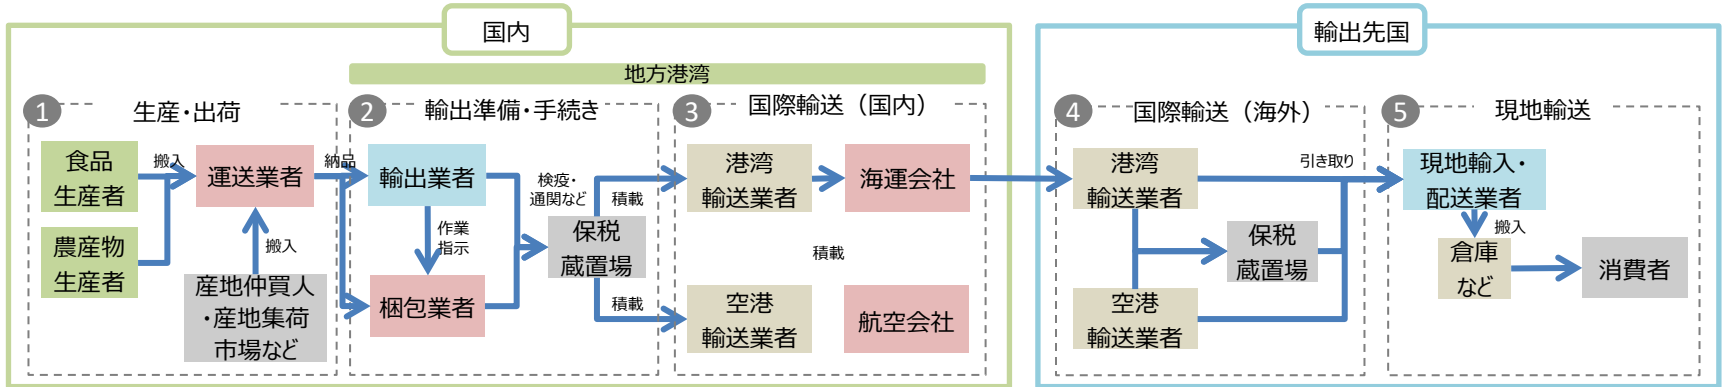 国内
輸出先国
地方港湾
1
生産・出荷
食品
生産者
搬入
運送業者
納品
農産物
生産者
搬入
産地仲買人
・産地集荷
市場など
2
輸出準備・手続き
輸出業者
作業
指示
梱包業者
検疫・
通関など
保税
蔵置場
積載
積載
3
国際輸送（国内）
港湾
輸送業者
海運会社
積載
空港
輸送業者
航空会社
4
国際輸送（海外）
港湾
輸送業者
保税
蔵置場
空港
輸送業者
引き取り
5
現地輸送
現地輸入・
配送業者
搬入
倉庫
など
消費者